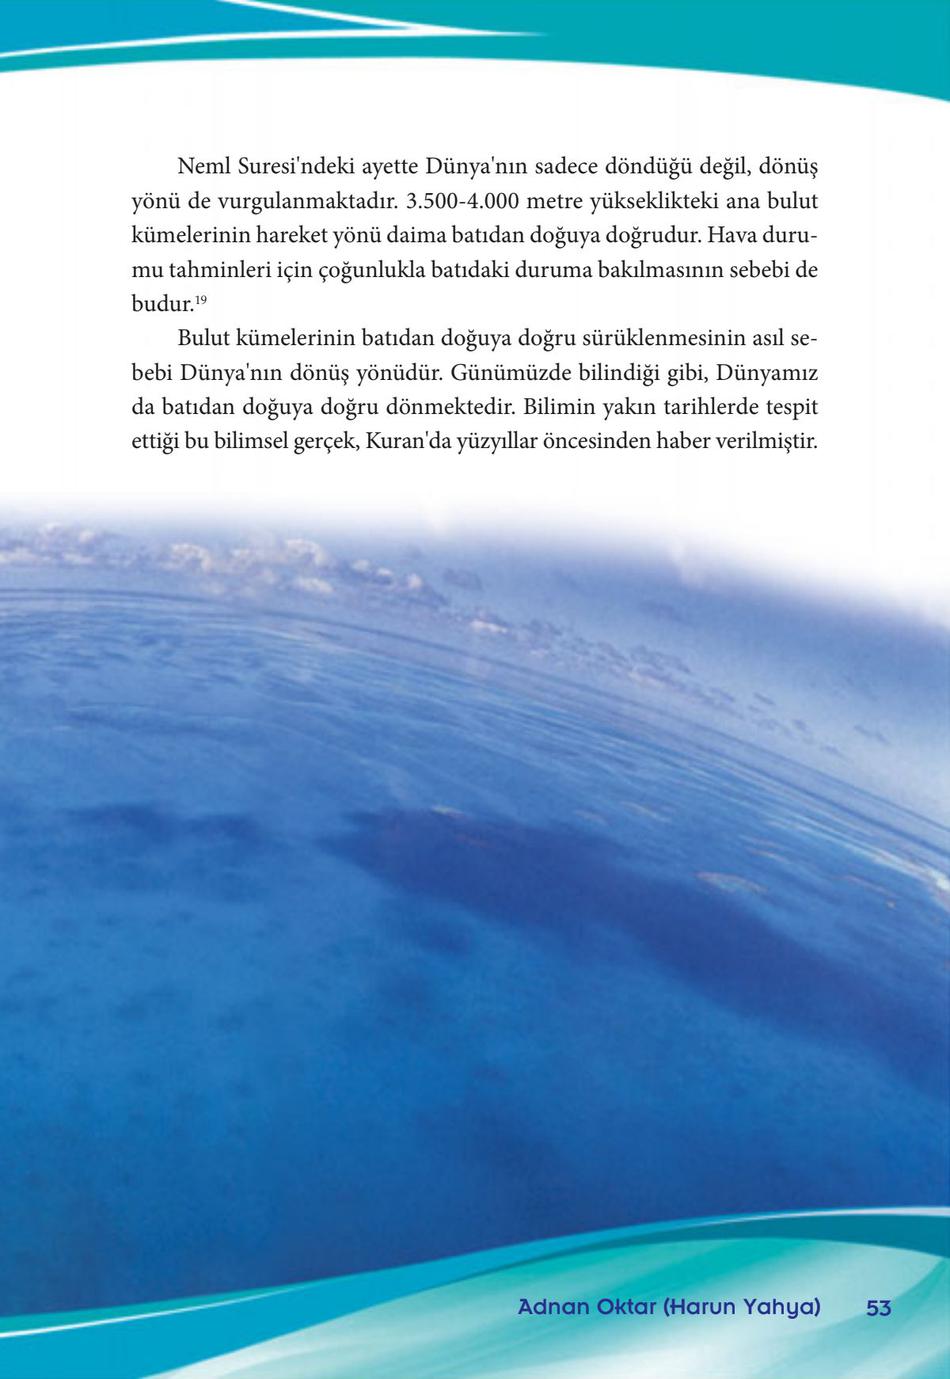 Neml Suresi'ndeki ayette Dünya'nın sadece döndüğü değil, dönüş
yönü de vurgulanmaktadır. 3.500-4.000 metre yükseklikteki ana bulut
kümelerinin hareket yönü daima batıdan doğuya doğrudur. Hava duru-
mu tahminleri için çoğunlukla batıdaki duruma bakılmasının sebebi de
budur.19
Bulut kümelerinin batıdan doğuya doğru sürüklenmesinin asıl se-
bebi Dünya'nın dönüş yönüdür. Günümüzde bilindiği gibi, Dünyamız
da batıdan doğuya doğru dönmektedir. Bilimin yakın tarihlerde tespit
ettiği bu bilimsel gerçek, Kuran'da yüzyıllar öncesinden haber verilmiştir.
Adnan Oktar (Harun Yahya) 53